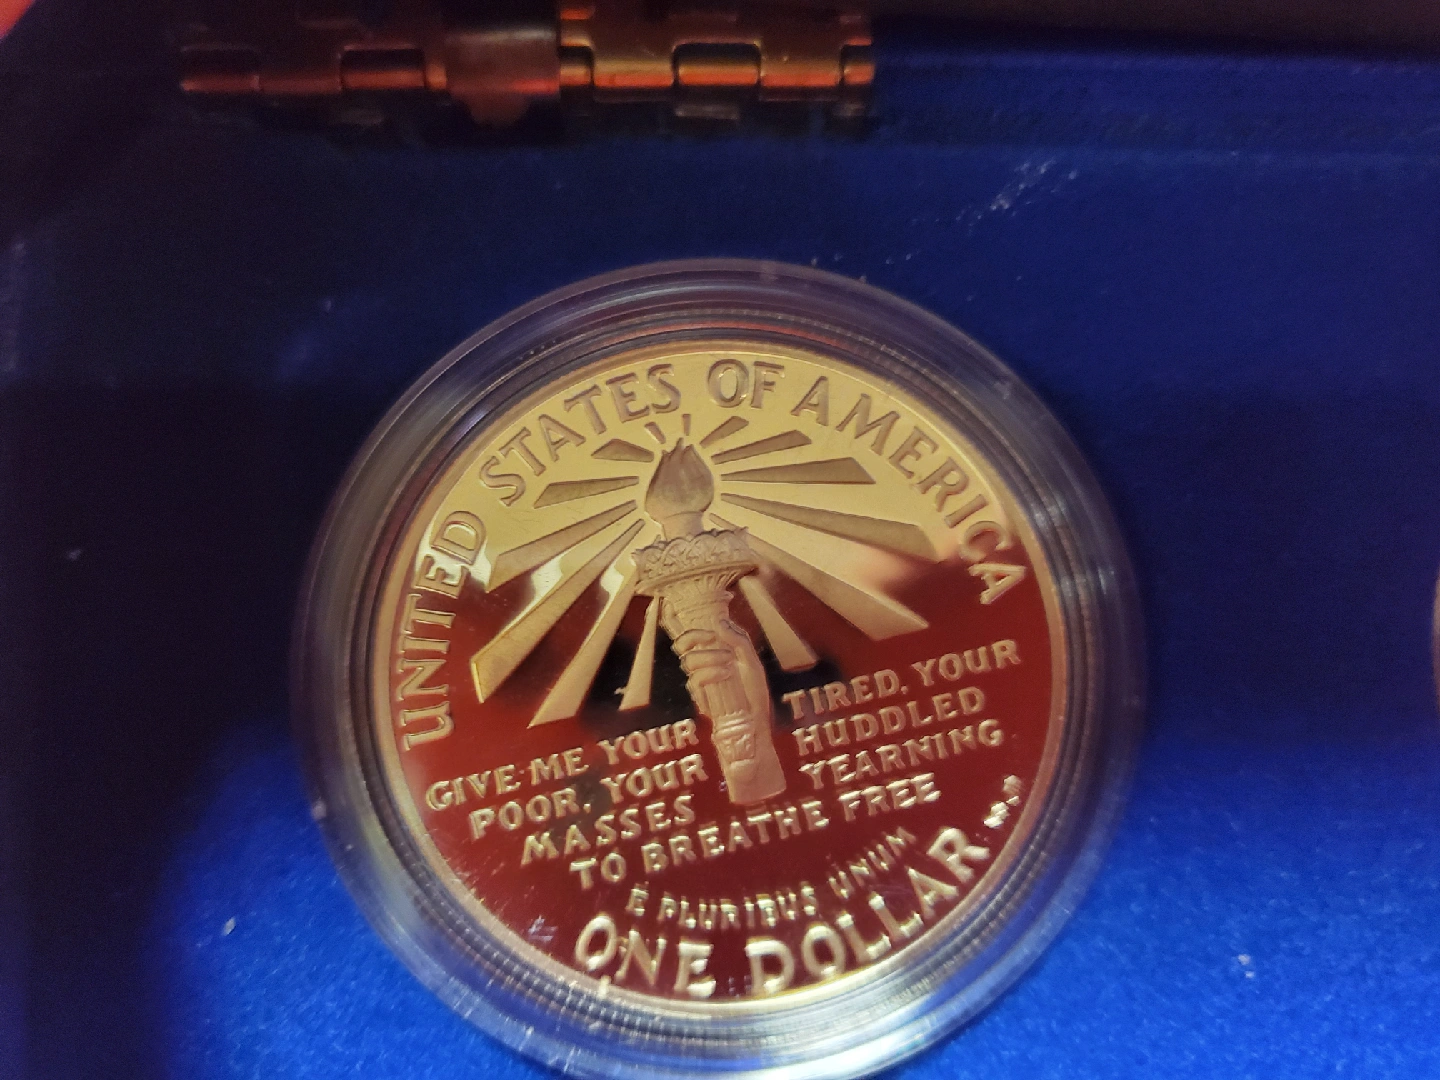 UNITED STATES OF AMERICA
GIVE ME YOUR TIRED, YOUR
POOR, YOUR HUDDLED
MASSES YEARNING
TO BREATHE FREE
E PLURIBUS UNUM
ONE DOLLAR